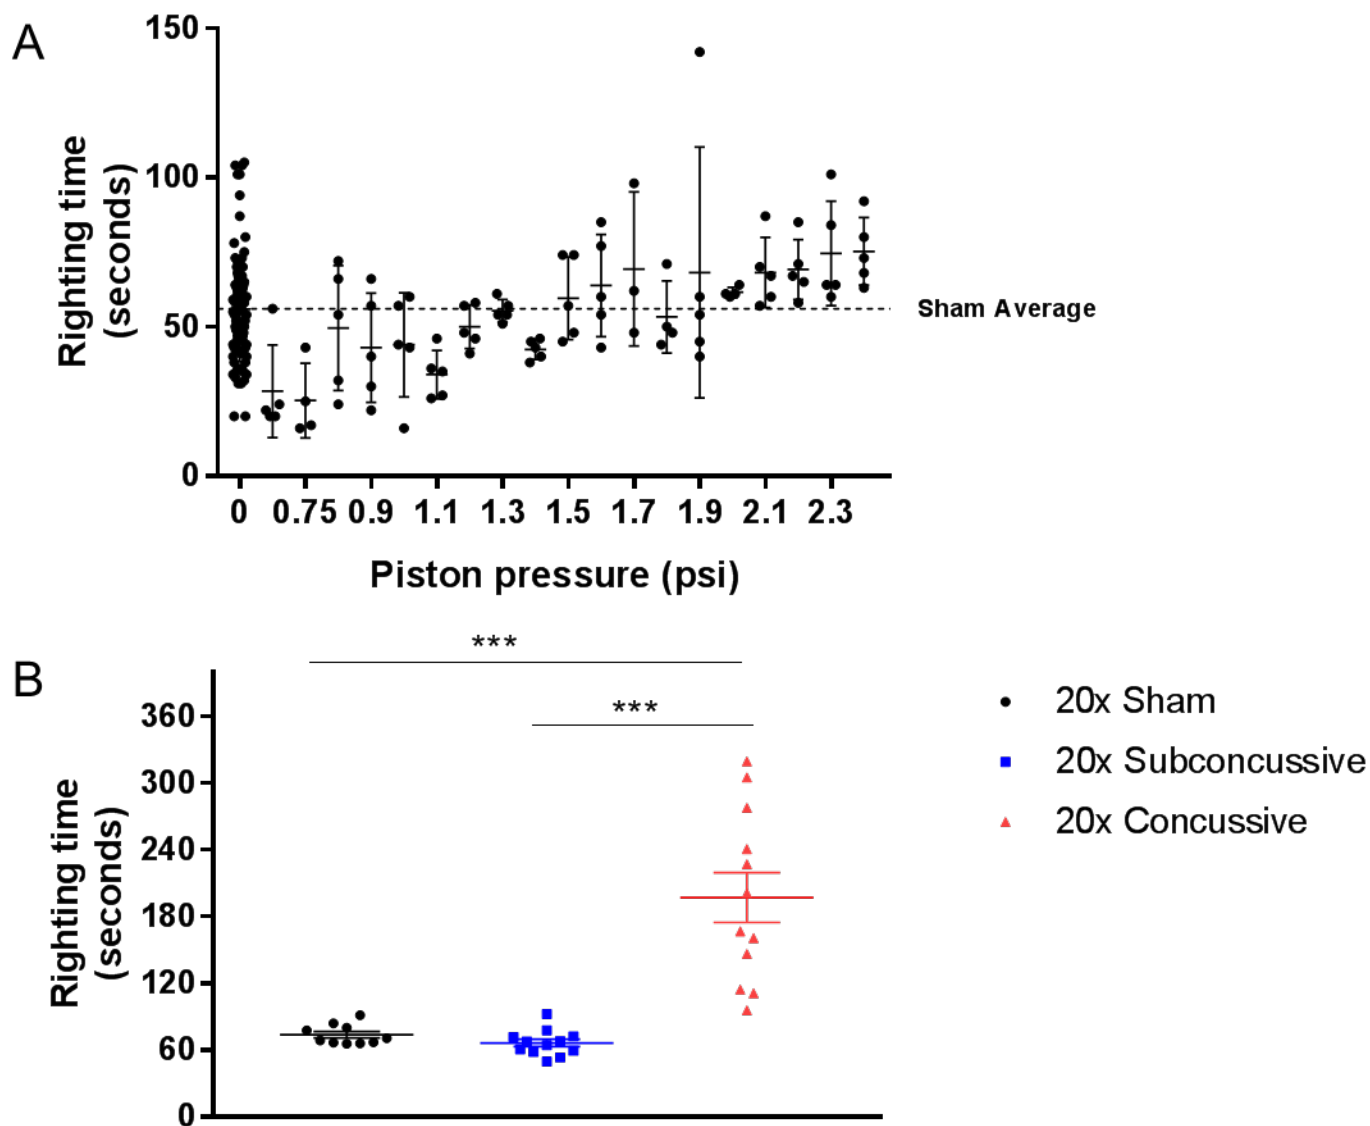 A
150
100
50
0
Righting time
(seconds)
Sham Average
0 0.75 0.9 1.1 1.3 1.5 1.7 1.9 2.1 2.3
Piston pressure (psi)
***
***
B
360
300
240
180
120
60
0
Righting time
(seconds)
20x Sham
20x Subconcussive
20x Concussive